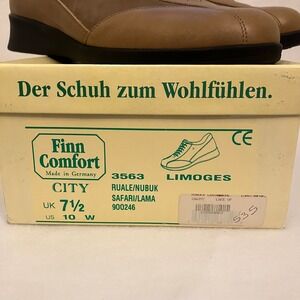 Der Schuh zum Wohlfühlen.
Finn
Comfort
Made in Germany
CITY
UK 7½
US 10 W
3563
RUALE/NUBUK
SAFARI/LAMA
900246
LIMOGES
CE
535